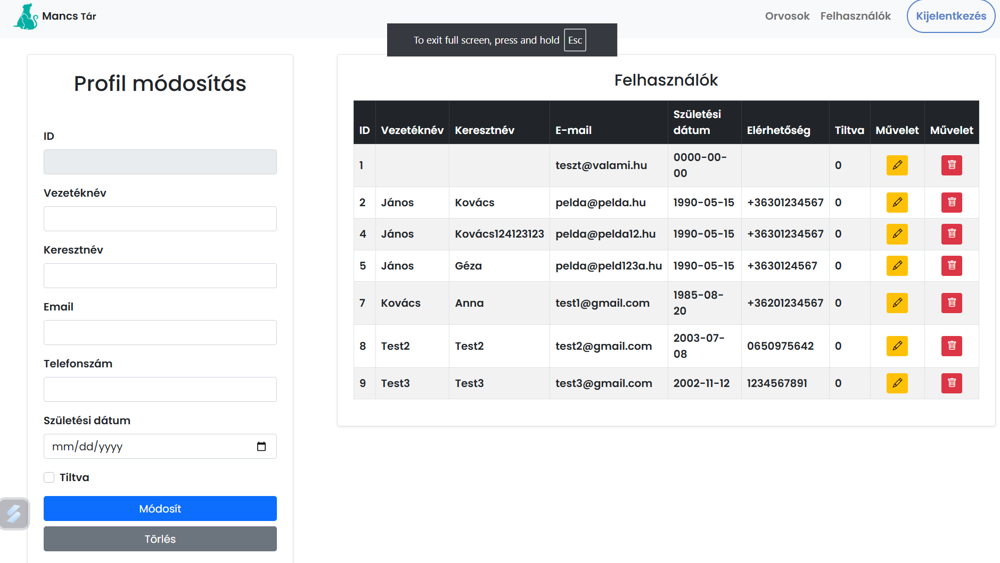 Mancs Tár
Orvosok Felhasználók Kijelentkezés
To exit full screen, press and hold Esc
Profil módosítás
ID
Vezetéknév
Keresztnév
Email
Telefonszám
Születési dátum
mm/dd/yyyy
Tiltva
Módosít
Törlés
Felhasználók
ID Vezetéknév Keresztnév E-mail Születési dátum Elérhetőség Tiltva Művelet Művelet
1 teszt@valami.hu 0000-00-00 0
2 János Kovács pelda@pelda.hu 1990-05-15 +36301234567 0
4 János Kovács124123123 pelda@pelda12.hu 1990-05-15 +36301234567 0
5 János Géza pelda@peld123a.hu 1990-05-15 +3630124567 0
7 Kovács Anna test1@gmail.com 1985-08-20 +36201234567 0
8 Test2 Test2 test2@gmail.com 2003-07-08 0650975642 0
9 Test3 Test3 test3@gmail.com 2002-11-12 1234567891 0